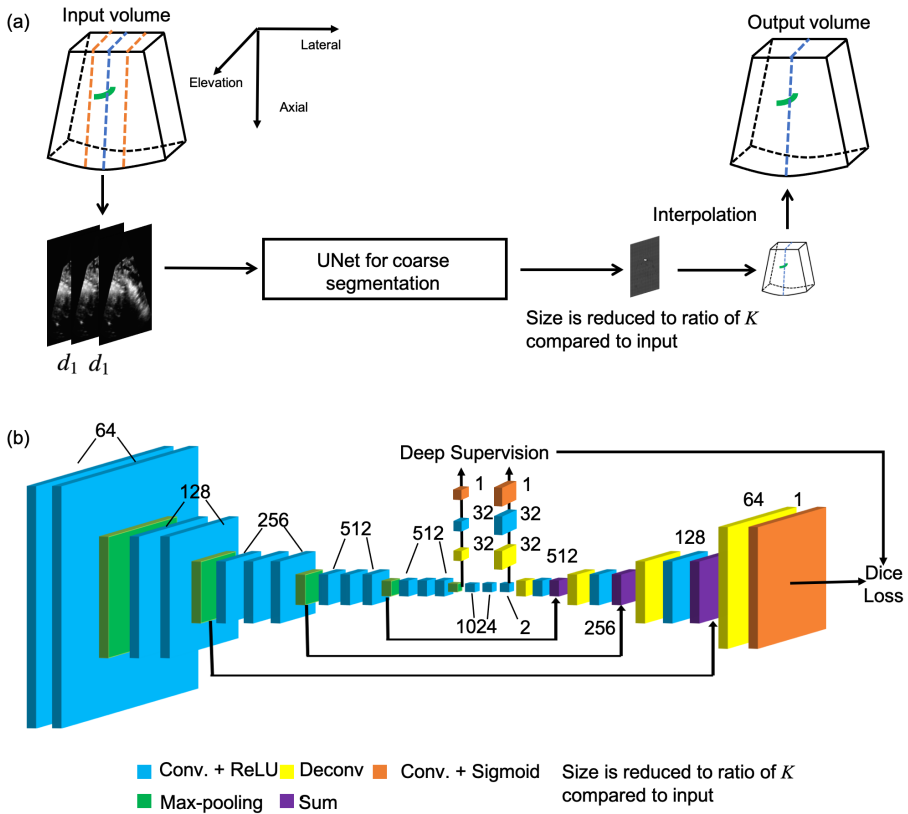 (a)
Input volume
Lateral
Elevation
Axial
Output volume
Interpolation
UNet for coarse
segmentation
Size is reduced to ratio of K
compared to input
d₁ d₁
(b)
64
128
256
512
512
Deep Supervision
1
32
32
1
32
32
1024
2
512
256
128
64
1
Dice
Loss
Conv. + ReLU
Deconv
Conv. + Sigmoid
Max-pooling
Sum
Size is reduced to ratio of K
compared to input